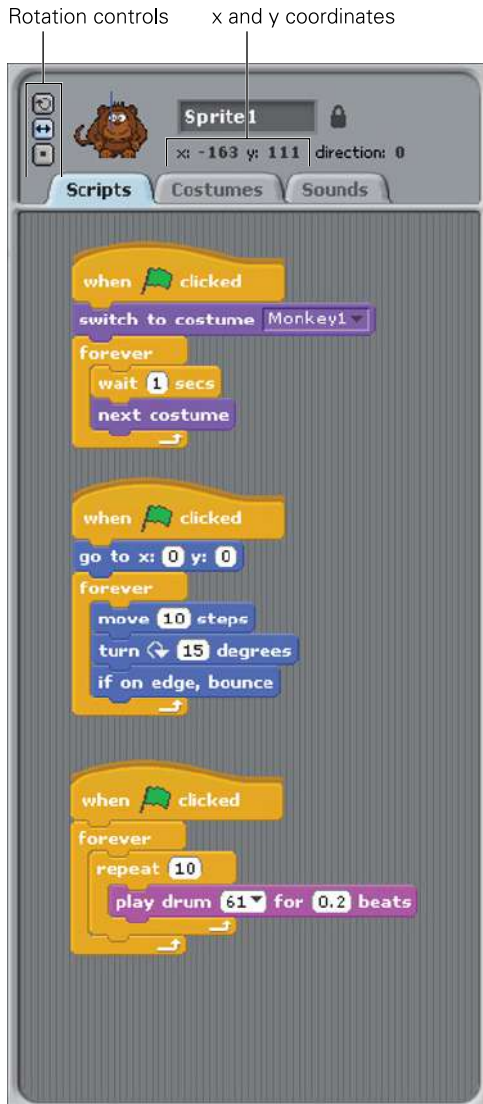 Rotation controls x and y coordinates
Sprite1
x: -163 y: 111 direction: 0
Scripts Costumes Sounds
when clicked
switch to costume Monkey1
forever
wait 1 secs
next costume
when clicked
go to x: 0 y: 0
forever
move 10 steps
turn 15 degrees
if on edge, bounce
when clicked
forever
repeat 10
play drum 61 for 0.2 beats